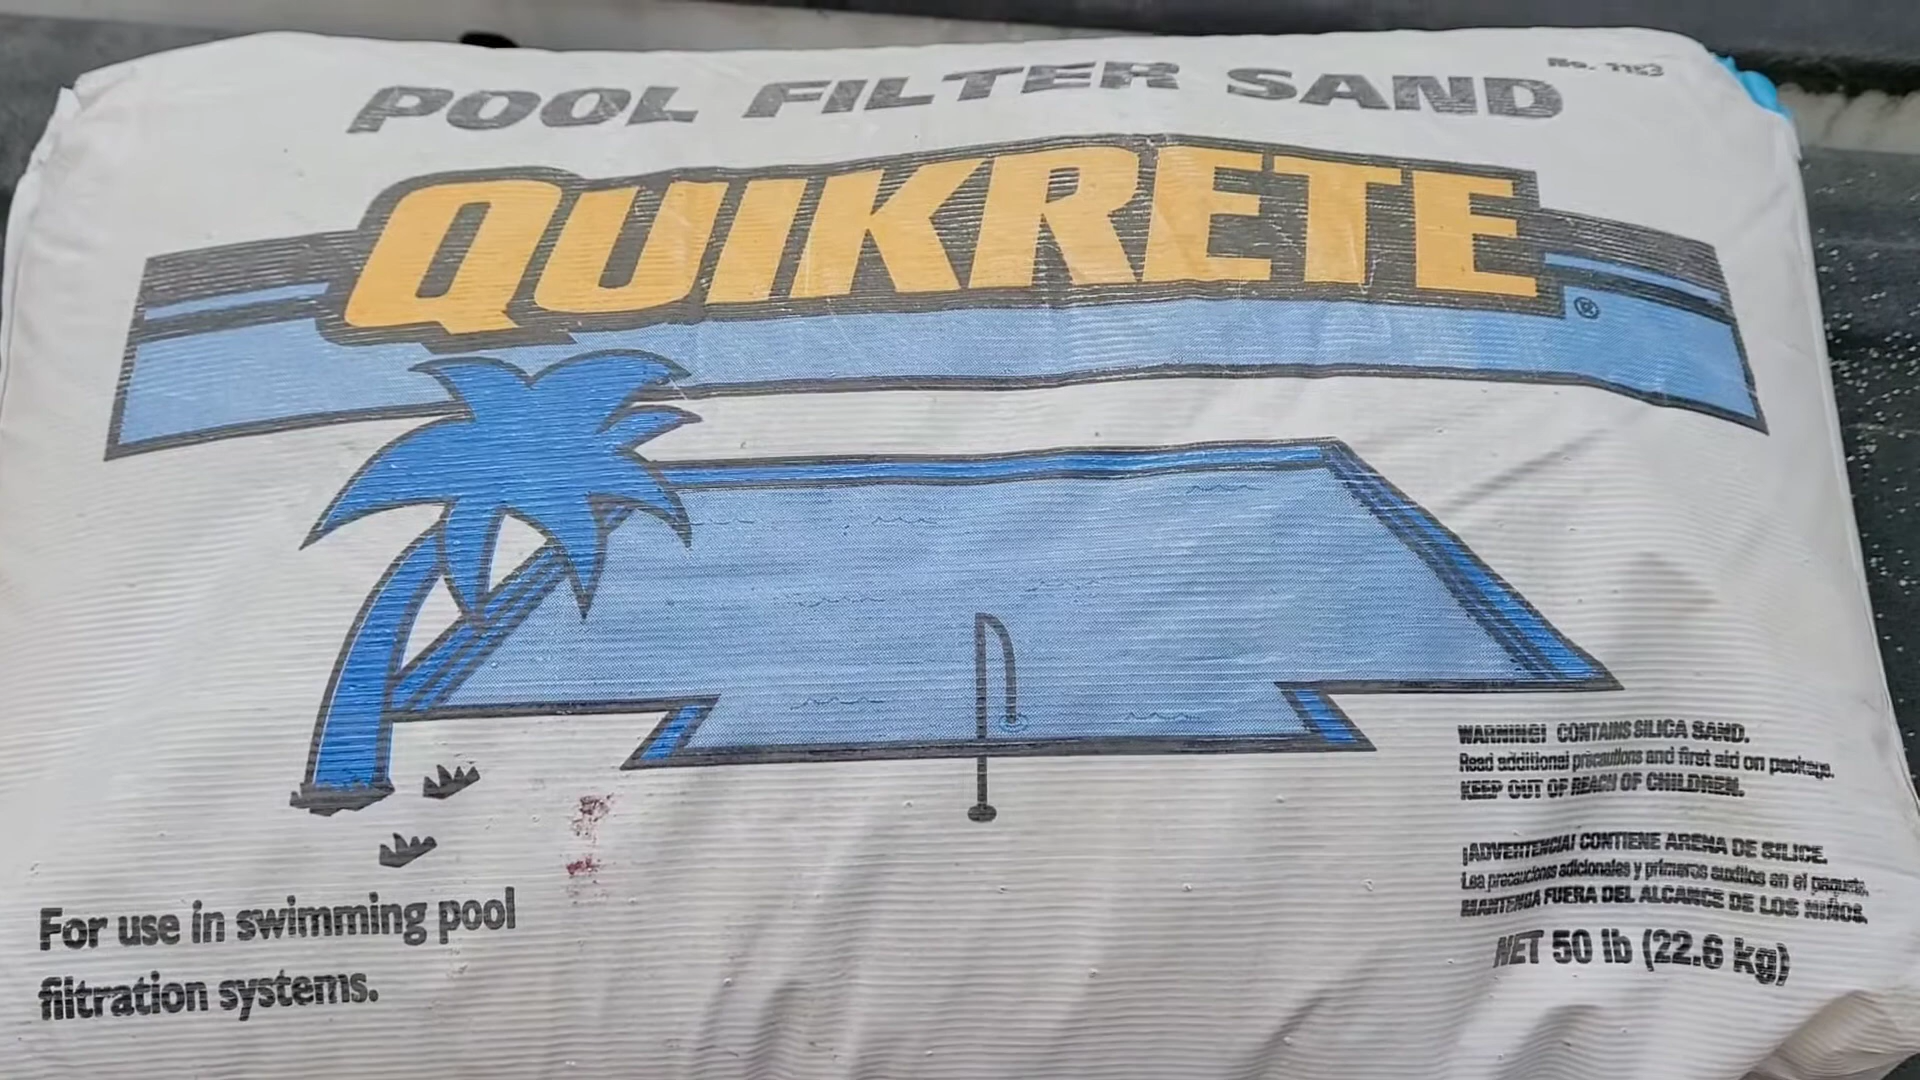 No. 1153
POOL FILTER SAND
QUIKRETE®
For use in swimming pool
filtration systems.
WARNING! CONTAINS SILICA SAND.
Read additional precautions and first aid on package.
KEEP OUT OF REACH OF CHILDREN.
¡ADVERTENCIA! CONTIENE ARENA DE SILICE.
Lea precauciones adicionales y primeros auxilios en el paquete.
MANTENGA FUERA DEL ALCANCE DE LOS NIÑOS.
NET 50 lb (22.6 kg)